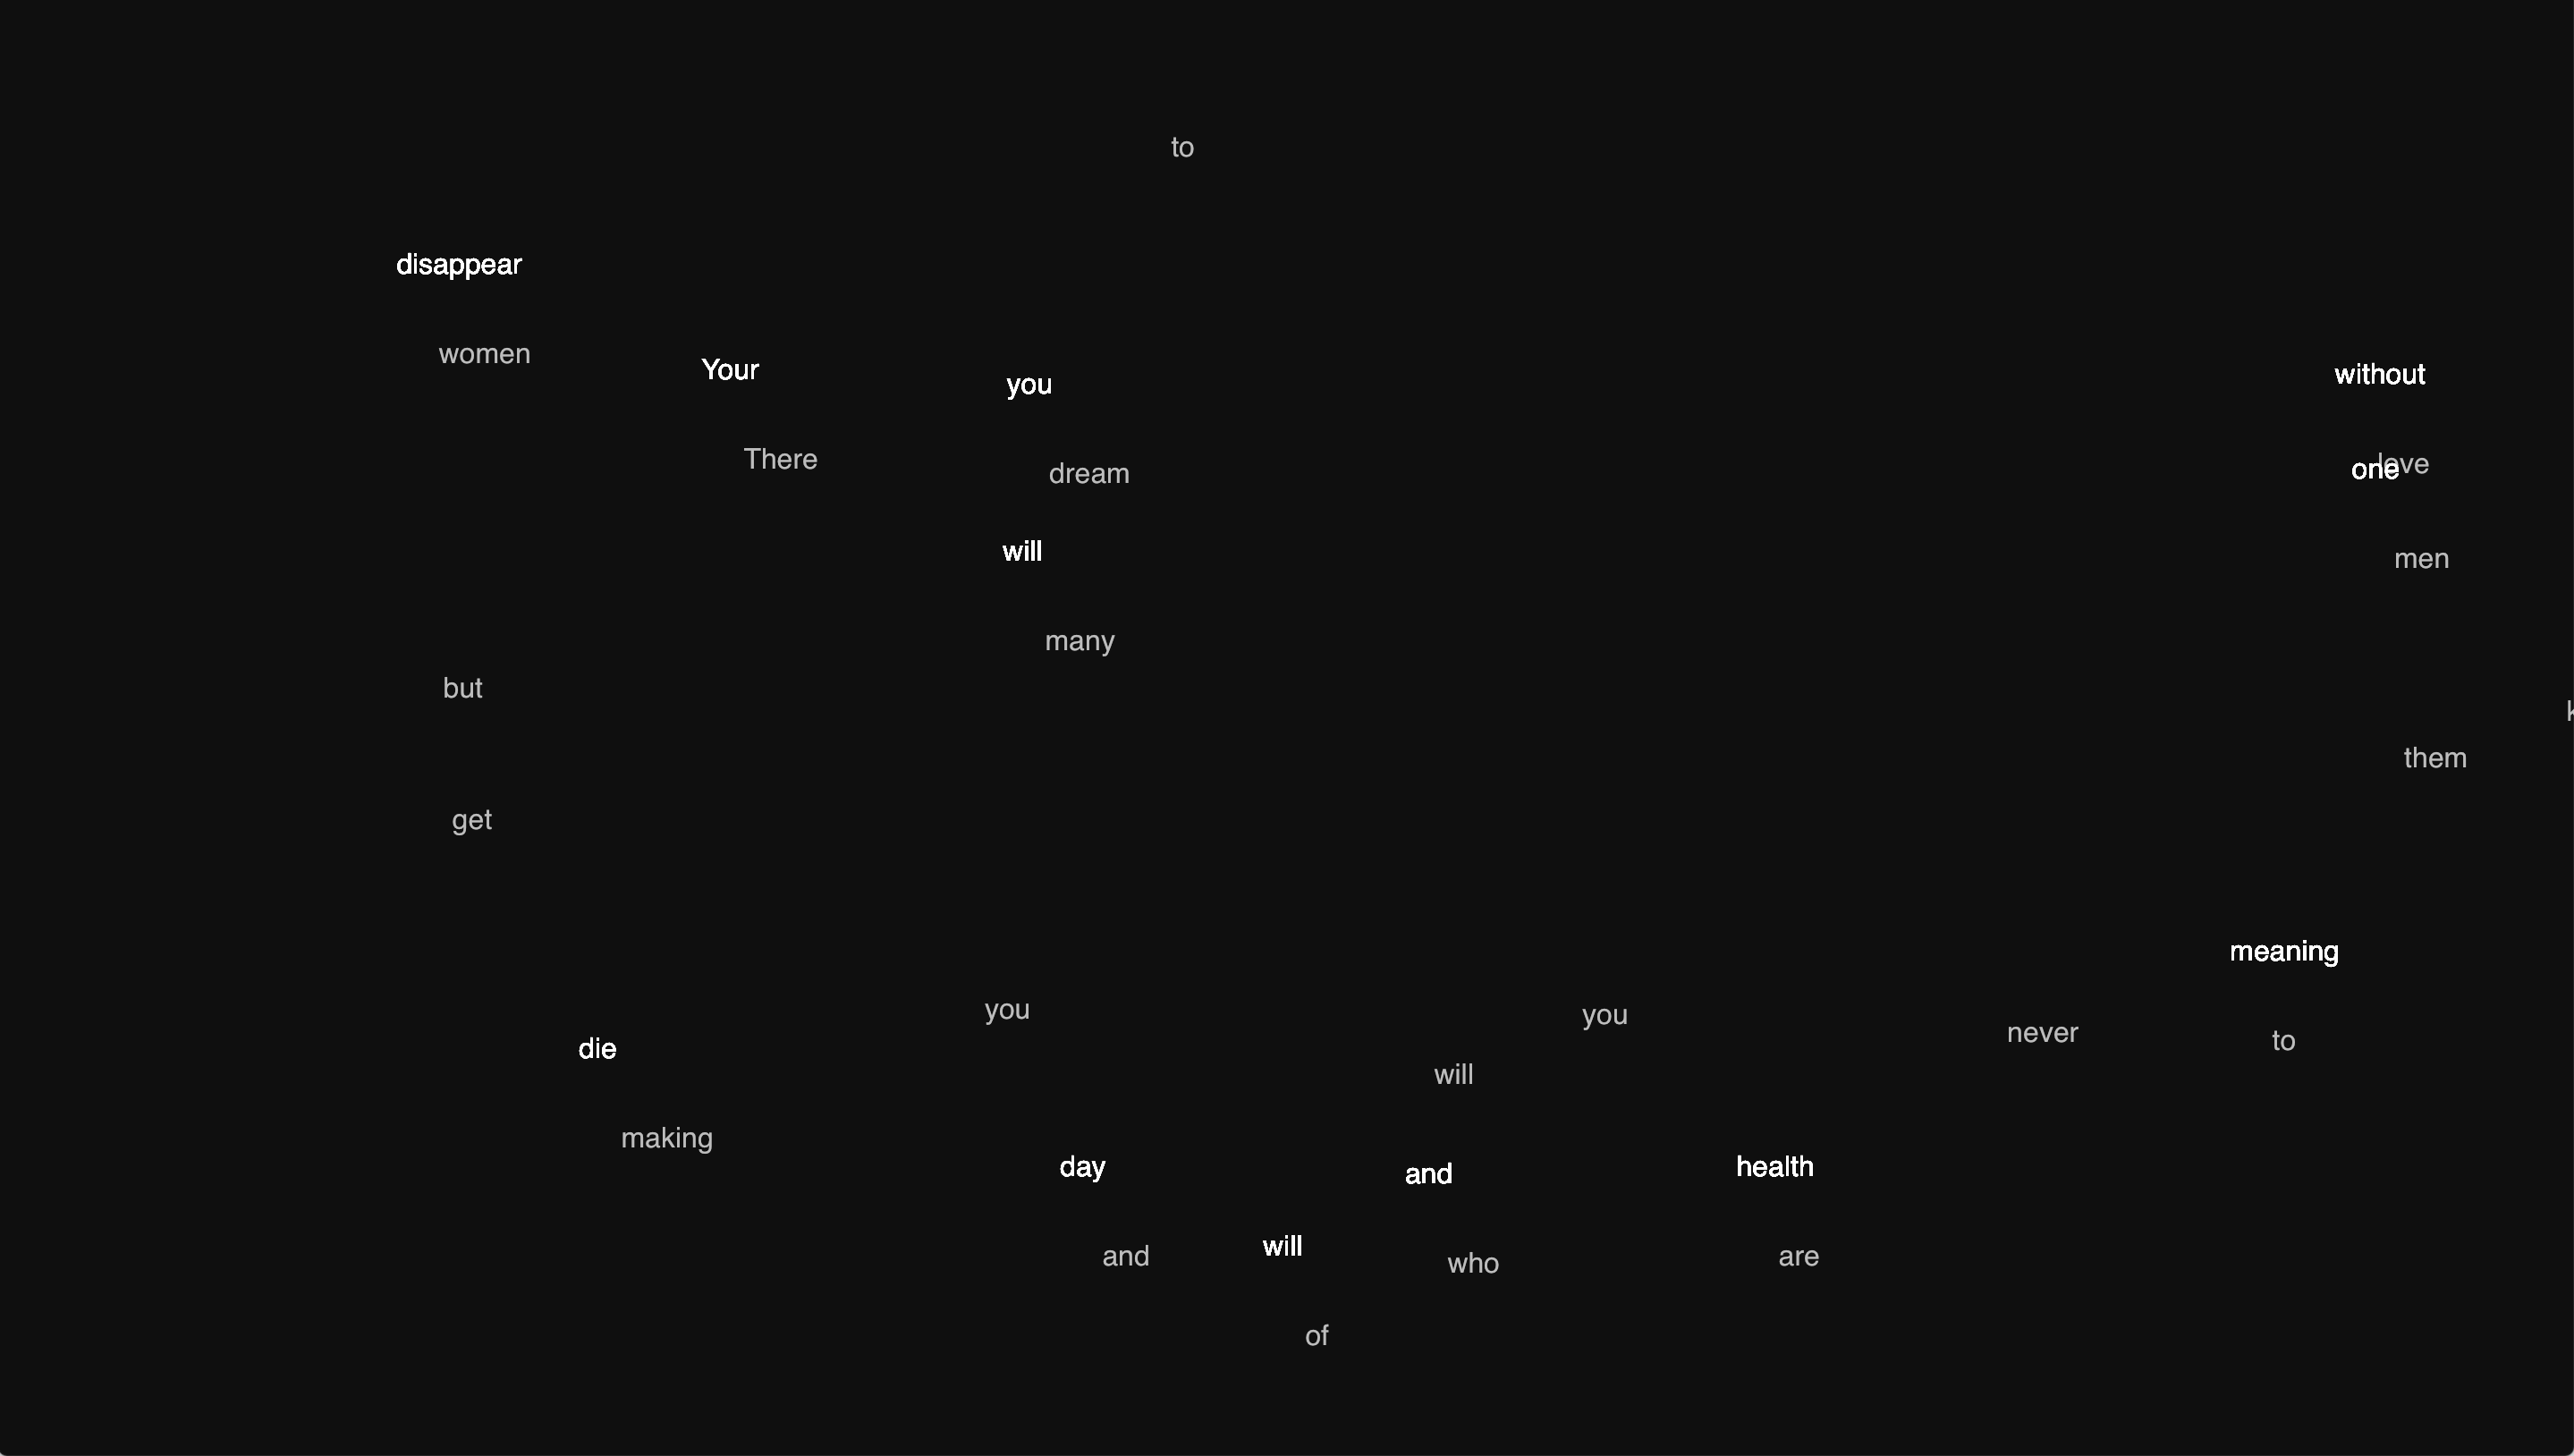 to
disappear
women
Your
you
without
There
dream
love
one
will
men
many
but
them
get
meaning
you
you
never
to
die
will
making
day
and
health
and
will
who
are
of